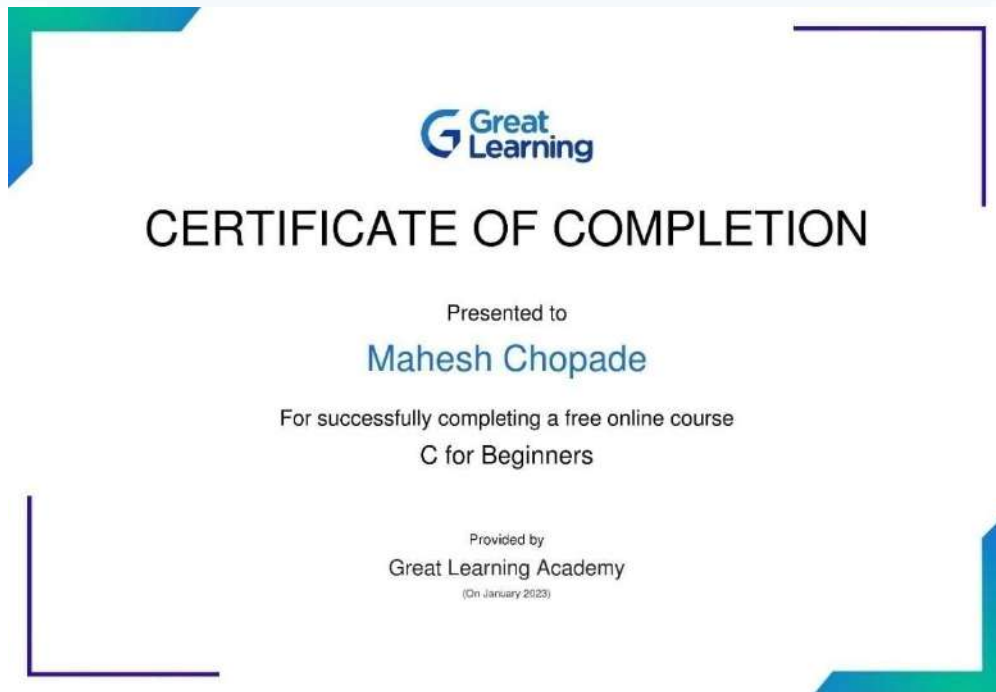 Great
Learning
CERTIFICATE OF COMPLETION
Presented to
Mahesh Chopade
For successfully completing a free online course
C for Beginners
Provided by
Great Learning Academy
(On January 2023)